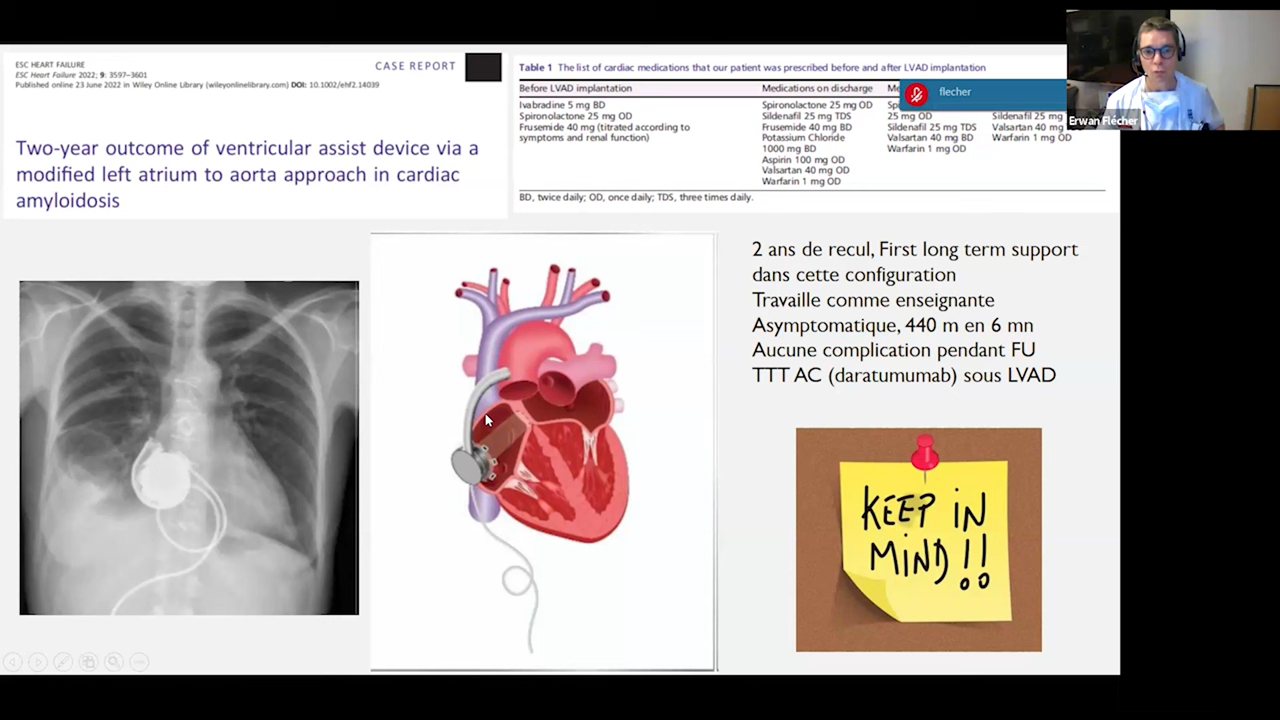 ESC HEART FAILURE
ESC Heart Failure 2022; 9: 3597–3601
Published online 23 June 2022 in Wiley Online Library (wileyonlinelibrary.com) DOI: 10.1002/ehf2.14039
CASE REPORT
Two-year outcome of ventricular assist device via a
modified left atrium to aorta approach in cardiac
amyloidosis
Table 1 The list of cardiac medications that our patient was prescribed before and after LVAD implantation
Before LVAD implantation
Ivabradine 5 mg BD
Spironolactone 25 mg OD
Frusemide 40 mg (titrated according to
symptoms and renal function)
Medications on discharge
Spironolactone 25 mg OD
Sildenafil 25 mg TDS
Frusemide 40 mg BD
Potassium Chloride
1000 mg BD
Aspirin 100 mg OD
Valsartan 40 mg OD
Warfarin 1 mg OD
25 mg OD
Sildenafil 25 mg TDS
Valsartan 40 mg BD
Warfarin 1 mg OD
Sildenafil 25 mg
Valsartan 40 mg
Warfarin 1 mg OD
BD, twice daily; OD, once daily; TDS, three times daily.
flecher
Erwan Flécher
2 ans de recul, First long term support
dans cette configuration
Travaille comme enseignante
Asymptomatique, 440 m en 6 mn
Aucune complication pendant FU
TTT AC (daratumumab) sous LVAD
KEEP iN
MiND!!